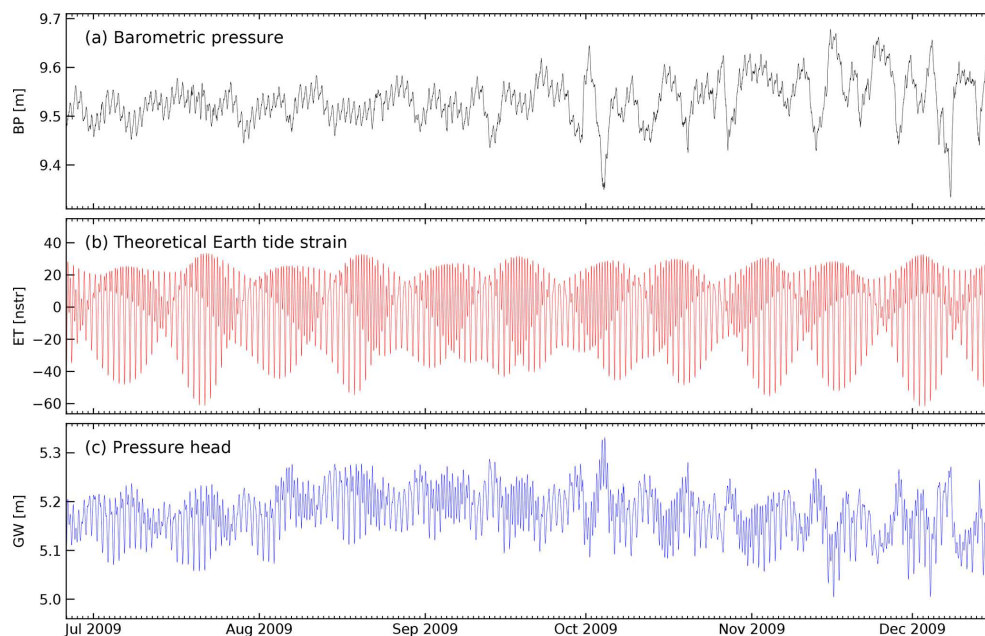 (a) Barometric pressure
BP [m]
9.7
9.6
9.5
9.4
(b) Theoretical Earth tide strain
ET [nstr]
40
20
0
−20
−40
−60
(c) Pressure head
GW [m]
5.3
5.2
5.1
5.0
Jul 2009 Aug 2009 Sep 2009 Oct 2009 Nov 2009 Dec 2009